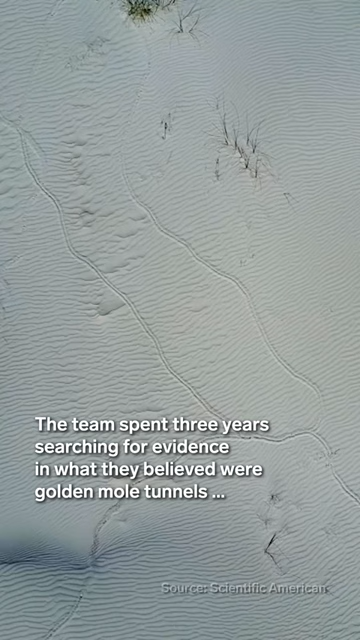 The team spent three years
searching for evidence
in what they believed were
golden mole tunnels ...
Source: Scientific American